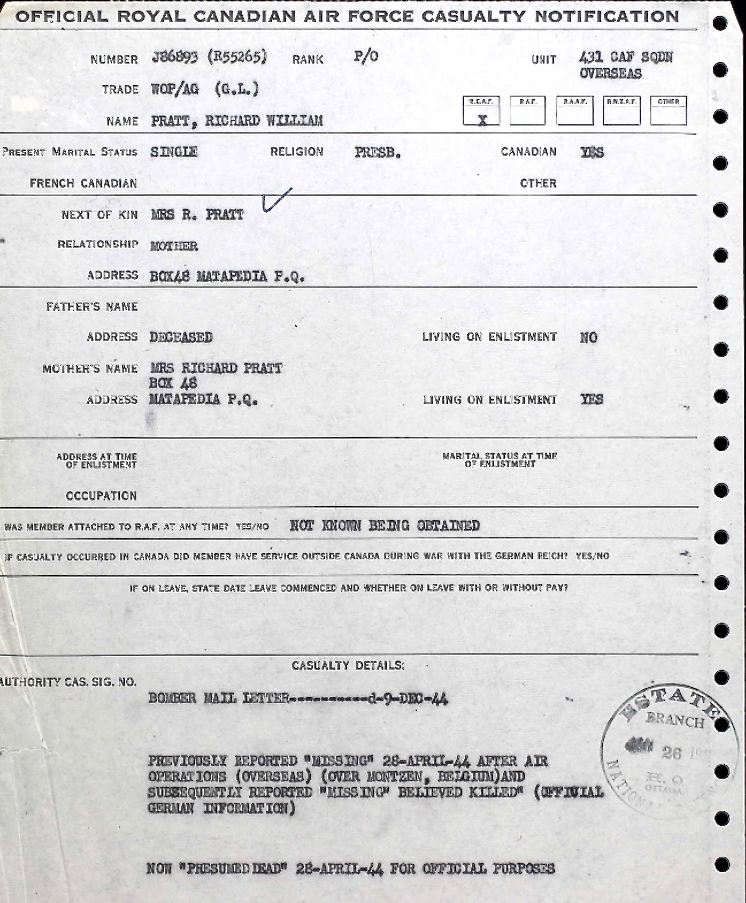 OFFICIAL ROYAL CANADIAN AIR FORCE CASUALTY NOTIFICATION
NUMBER J86893 (R55265) RANK P/O UNIT 431 CAF SQDN
OVERSEAS
TRADE WOP/AG (G.L.)
R.C.A.F. R.A.F. R.A.A.F. R.N.Z.A.F. OTHER
NAME PRATT, RICHARD WILLIAM X
PRESENT MARITAL STATUS SINGLE RELIGION PRESB. CANADIAN YES
FRENCH CANADIAN OTHER
NEXT OF KIN MRS R. PRATT
RELATIONSHIP MOTHER
ADDRESS BOX48 MATAPEDIA P.Q.
FATHER'S NAME
ADDRESS DECEASED LIVING ON ENLISTMENT NO
MOTHER'S NAME MRS RICHARD PRATT
BOX 48
ADDRESS MATAPEDIA P.Q. LIVING ON ENLISTMENT YES
ADDRESS AT TIME OF ENLISTMENT MARITAL STATUS AT TIME OF ENLISTMENT
OCCUPATION
WAS MEMBER ATTACHED TO R.A.F. AT ANY TIME? YES/NO NOT KNOWN BEING OBTAINED
IF CASUALTY OCCURRED IN CANADA DID MEMBER HAVE SERVICE OUTSIDE CANADA DURING WAR WITH THE GERMAN REICH? YES/NO
IF ON LEAVE, STATE DATE LEAVE COMMENCED AND WHETHER ON LEAVE WITH OR WITHOUT PAY?
CASUALTY DETAILS:
AUTHORITY CAS. SIG. NO.
BOMBER MAIL LETTER----------d-9-DEC-44
ESTATE
BRANCH
26
H.Q
OTTAWA
NATIONAL
PREVIOUSLY REPORTED "MISSING" 28-APRIL-44 AFTER AIR
OPERATIONS (OVERSEAS) (OVER MONTZEN, BELGIUM)AND
SUBSEQUENTLY REPORTED "MISSING" BELIEVED KILLED" (OFFICIAL
GERMAN INFORMATION)
NOW "PRESUMED DEAD" 28-APRIL-44 FOR OFFICIAL PURPOSES